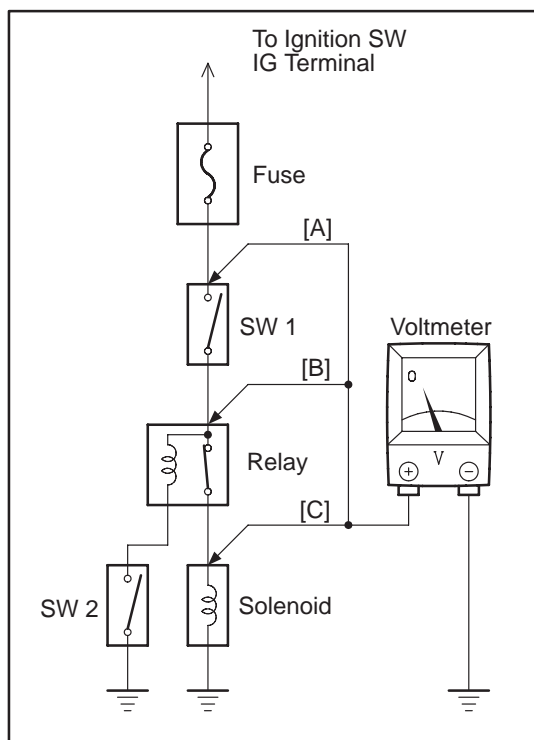 To Ignition SW
IG Terminal
Fuse
[A]
SW 1
Voltmeter
[B]
0
Relay
V
+
−
[C]
SW 2
Solenoid